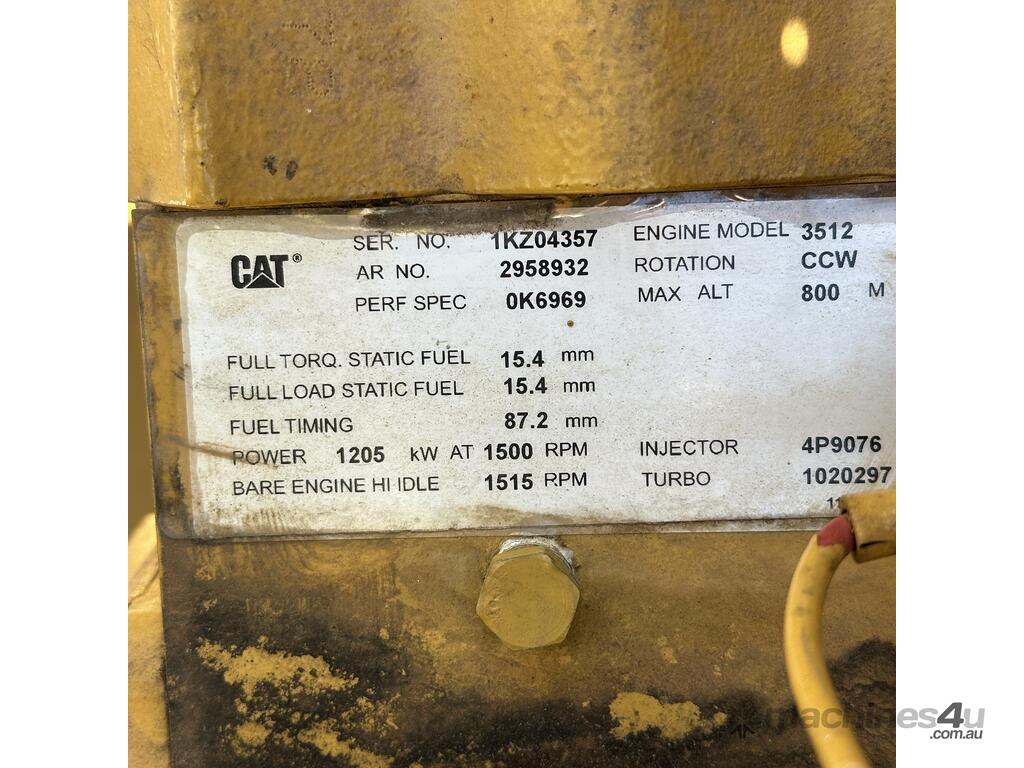 CAT®
SER. NO. 1KZ04357 ENGINE MODEL 3512
AR NO. 2958932 ROTATION CCW
PERF SPEC 0K6969 MAX ALT 800 M
FULL TORQ. STATIC FUEL 15.4 mm
FULL LOAD STATIC FUEL 15.4 mm
FUEL TIMING 87.2 mm
POWER 1205 kW AT 1500 RPM INJECTOR 4P9076
BARE ENGINE HI IDLE 1515 RPM TURBO 1020297
machines4u
.com.au